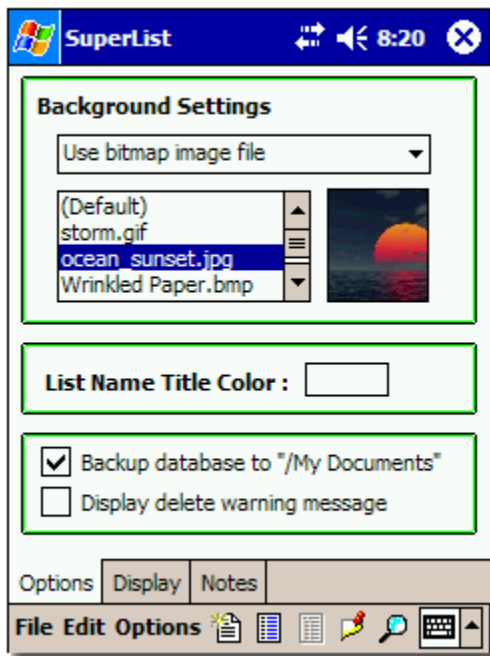 SuperList 8:20
Background Settings
Use bitmap image file
(Default)
storm.gif
ocean_sunset.jpg
Wrinkled Paper.bmp
List Name Title Color :
Backup database to "/My Documents"
Display delete warning message
Options Display Notes
File Edit Options